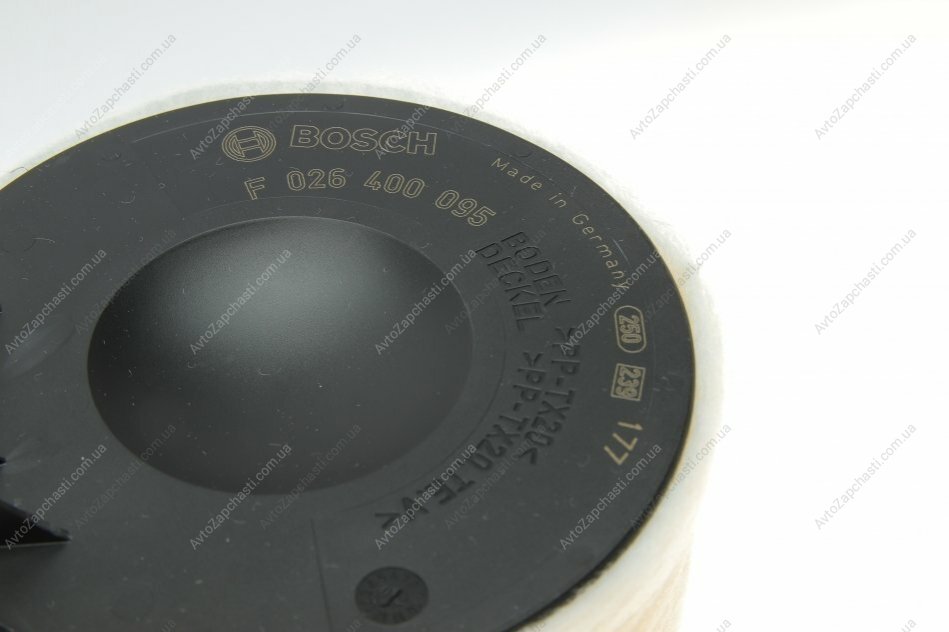 BOSCH
F 026 400 095
Made in Germany
250
239
177
BODEN >PP-TX20<
DECKEL >PP-TX20
AvtoZapchasti.com.ua